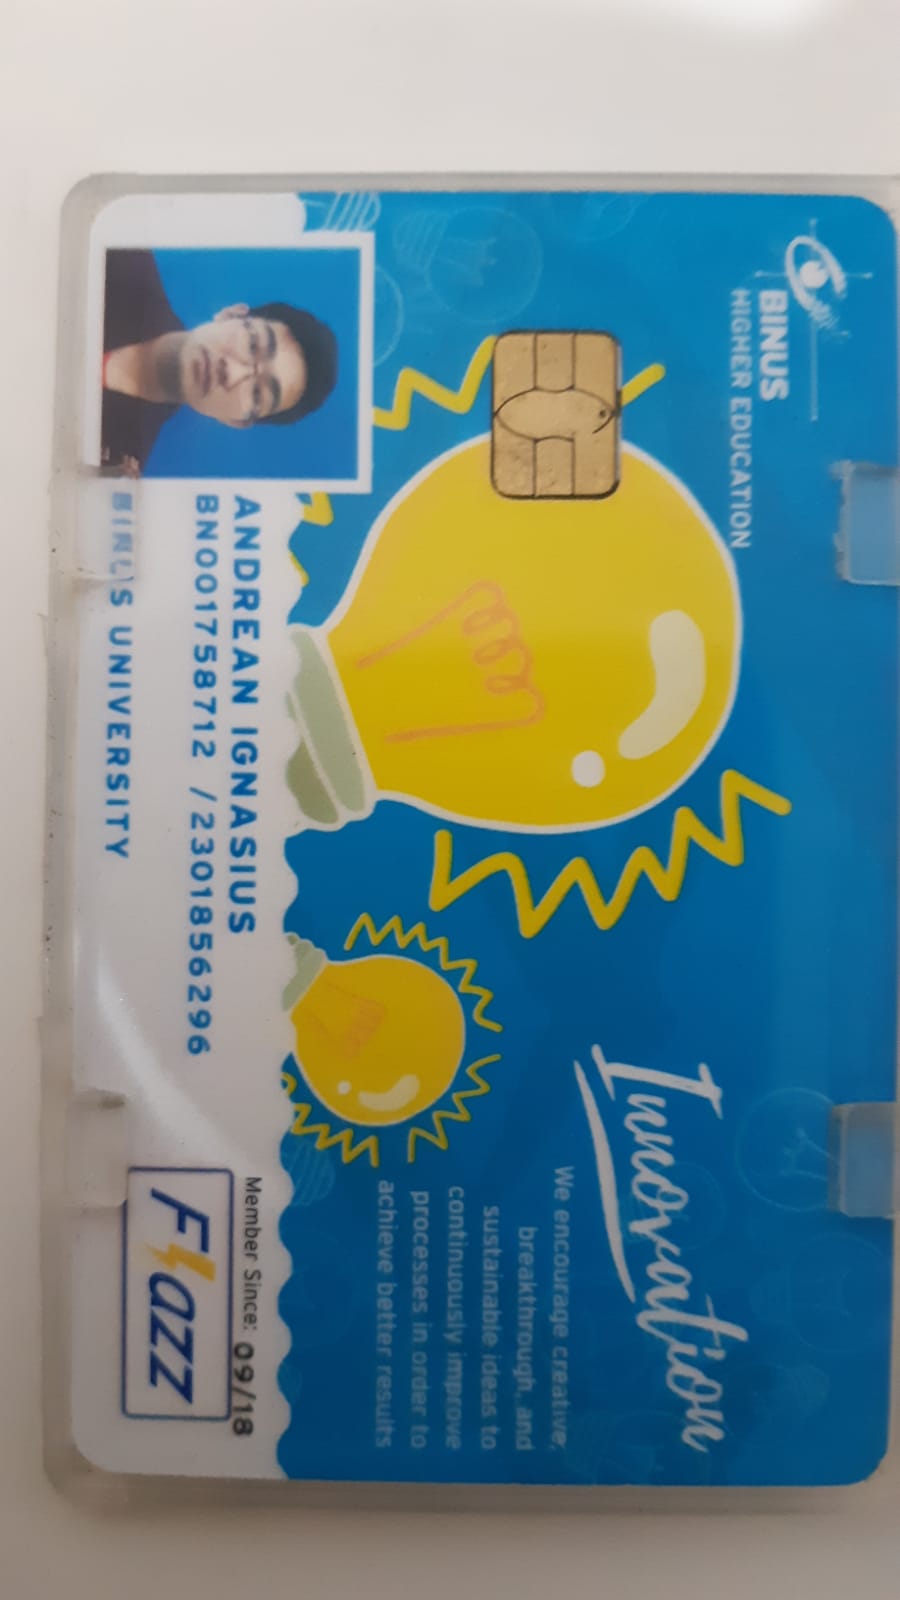 BINUS
HIGHER EDUCATION
Innovation
We encourage creative,
breakthrough, and
sustainable ideas to
continuously improve
processes in order to
achieve better results
ANDREAN IGNASIUS
BN001758712 /2301856296
BINUS UNIVERSITY
Member Since: 09/18
Flazz